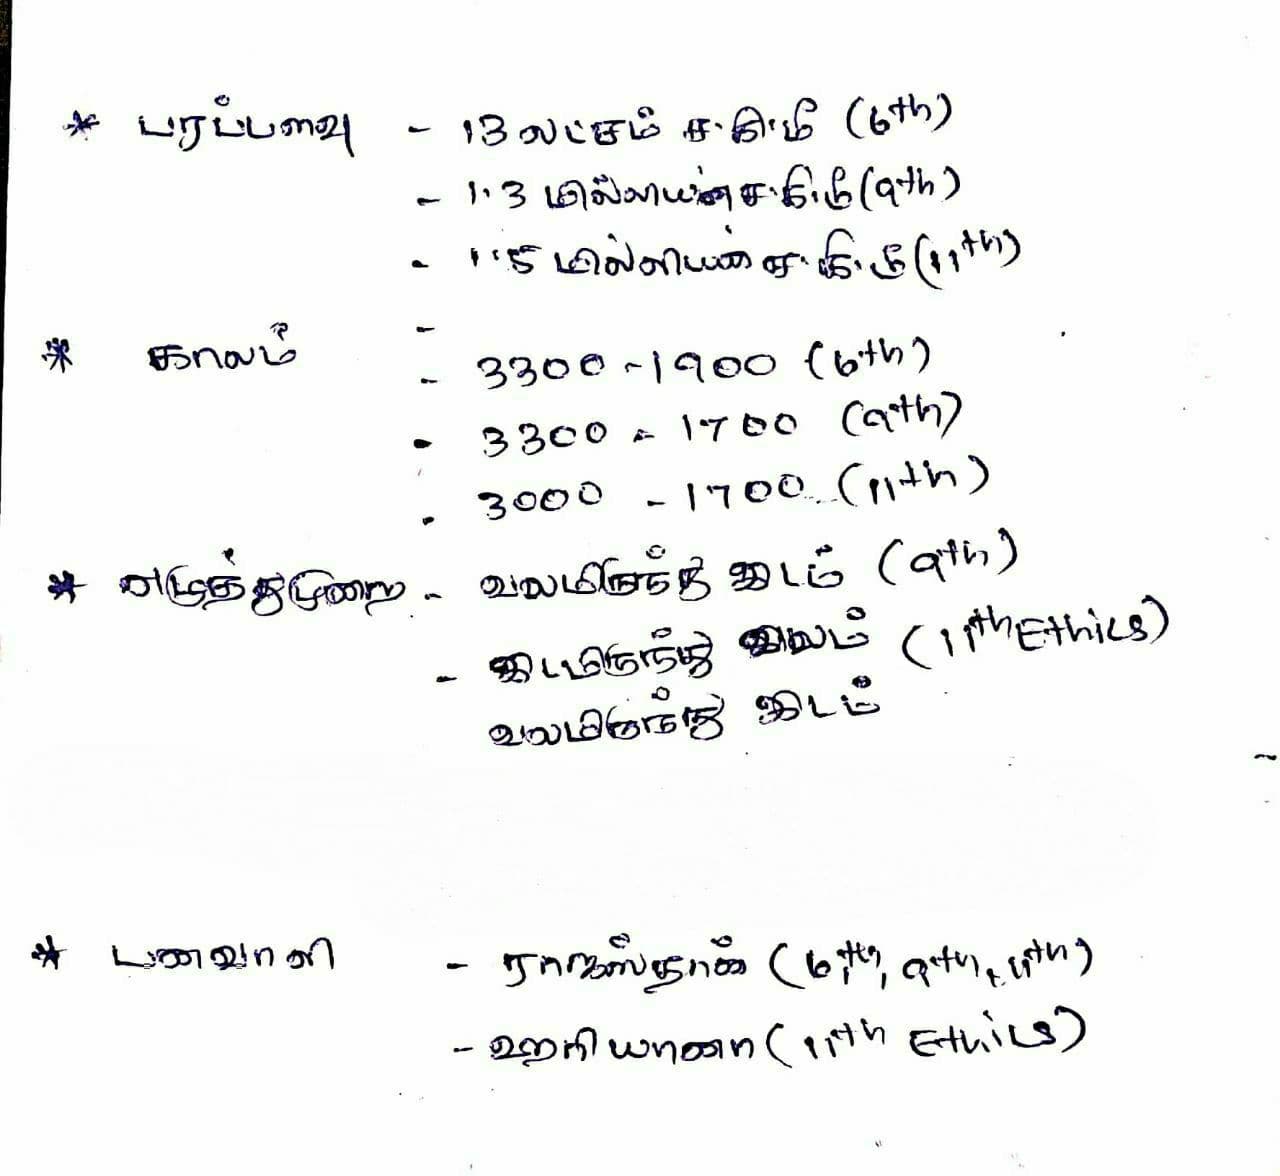 * பரப்பளவு - 13 லட்சம் ச.கி.மீ (6th)
- 1.3 மில்லியன் ச.கி.மீ (9th)
- 1.5 மில்லியன் ச.கி.மீ (11th)
* காலம் -
- 3300 - 1900 (6th)
- 3300 - 1700 (9th)
- 3000 - 1700 (11th)
* எழுத்துமுறை - வலமிருந்து இடம் (9th)
- இடமிருந்து வலம் (11th Ethics)
வலமிருந்து இடம்
* பனவாளி - ராஜஸ்தான் (6th, 9th, 11th)
- ஹரியானா (11th Ethics)